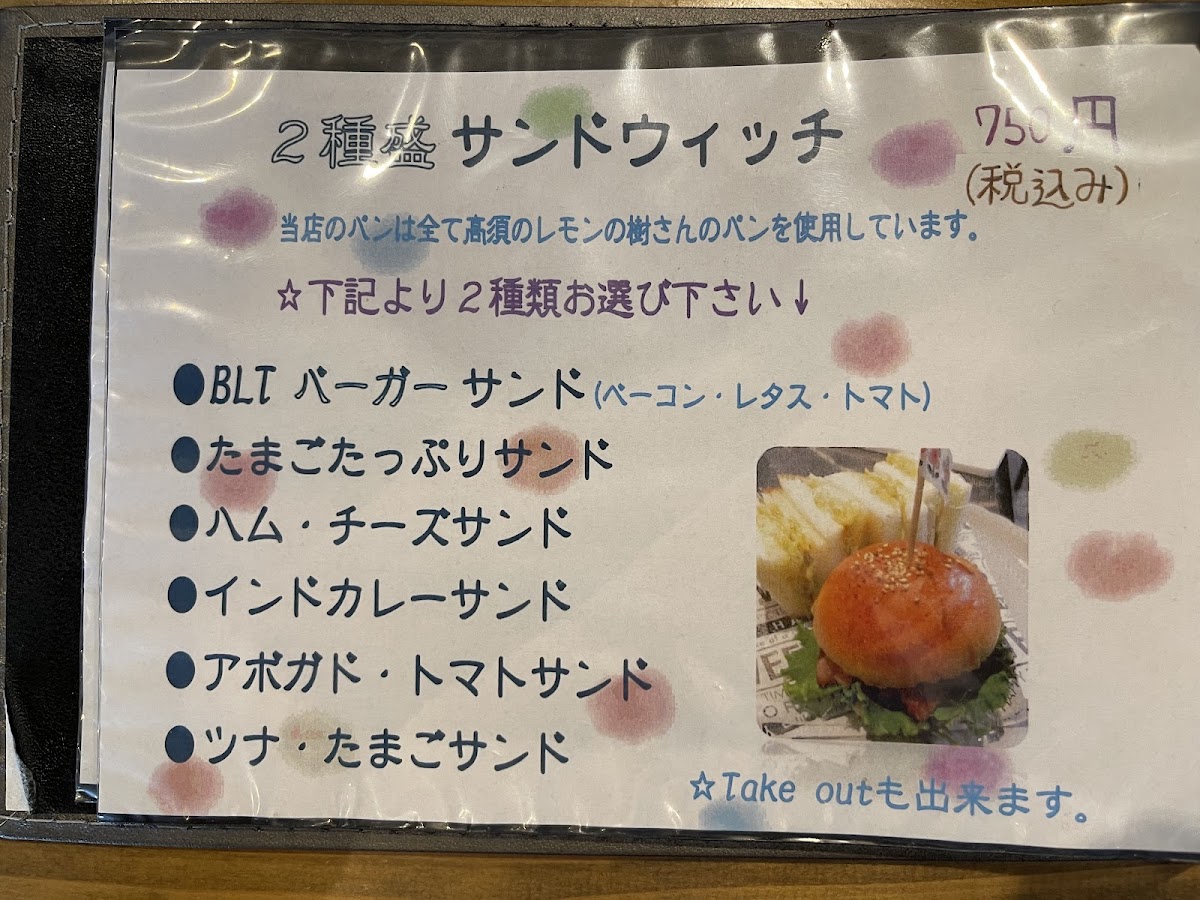 2種盛 サンドウィッチ 750円
(税込み)
当店のパンは全て高須のレモンの樹さんのパンを使用しています。
☆下記より2種類お選び下さい↓
●BLT バーガー サンド(ベーコン・レタス・トマト)
●たまごたっぷりサンド
●ハム・チーズサンド
●インドカレーサンド
●アボガド・トマトサンド
●ツナ・たまごサンド
☆Take outも出来ます。